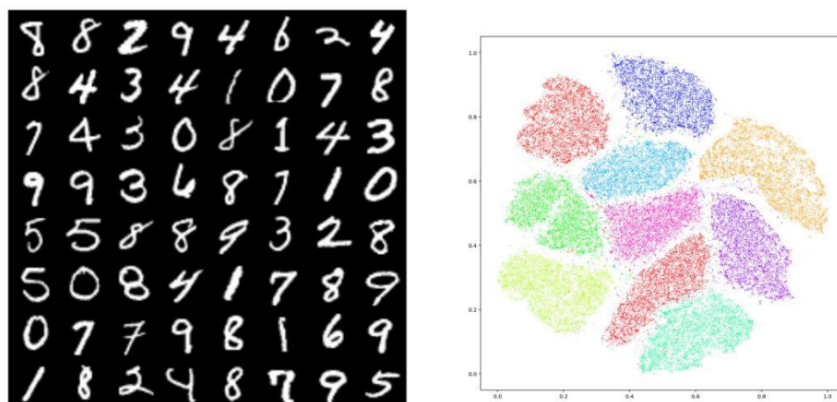 8 8 2 9 4 6 2 4
8 4 3 4 1 0 7 8
7 4 3 0 8 1 4 3
9 9 3 6 8 7 1 0
5 5 8 8 9 3 2 8
5 0 8 4 1 7 8 9
0 7 7 9 8 1 6 9
1 8 2 4 8 7 9 5
1.0
0.8
0.6
0.4
0.2
0.0
0.0 0.2 0.4 0.6 0.8 1.0